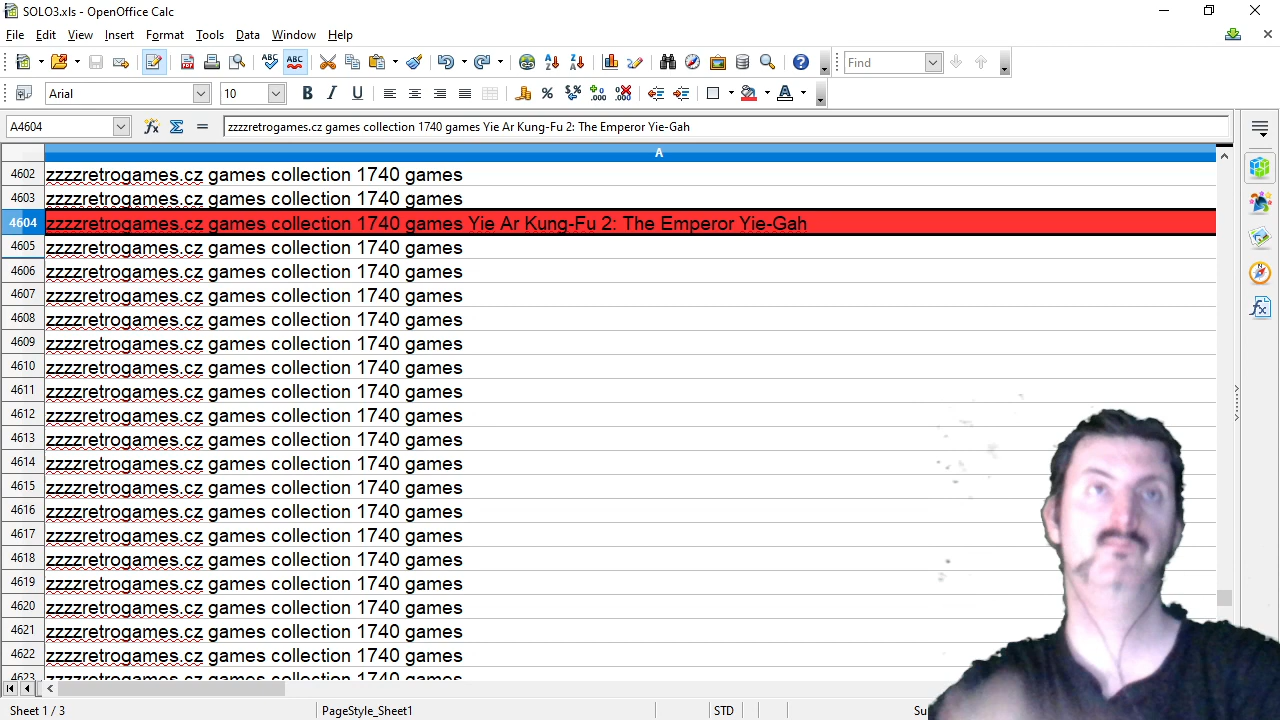 SOLO3.xls - OpenOffice Calc
File Edit View Insert Format Tools Data Window Help
Find
Arial 10
A4604 zzzzretrogames.cz games collection 1740 games Yie Ar Kung-Fu 2: The Emperor Yie-Gah
A
4602 zzzzretrogames.cz games collection 1740 games
4603 zzzzretrogames.cz games collection 1740 games
4604 zzzzretrogames.cz games collection 1740 games Yie Ar Kung-Fu 2: The Emperor Yie-Gah
4605 zzzzretrogames.cz games collection 1740 games
4606 zzzzretrogames.cz games collection 1740 games
4607 zzzzretrogames.cz games collection 1740 games
4608 zzzzretrogames.cz games collection 1740 games
4609 zzzzretrogames.cz games collection 1740 games
4610 zzzzretrogames.cz games collection 1740 games
4611 zzzzretrogames.cz games collection 1740 games
4612 zzzzretrogames.cz games collection 1740 games
4613 zzzzretrogames.cz games collection 1740 games
4614 zzzzretrogames.cz games collection 1740 games
4615 zzzzretrogames.cz games collection 1740 games
4616 zzzzretrogames.cz games collection 1740 games
4617 zzzzretrogames.cz games collection 1740 games
4618 zzzzretrogames.cz games collection 1740 games
4619 zzzzretrogames.cz games collection 1740 games
4620 zzzzretrogames.cz games collection 1740 games
4621 zzzzretrogames.cz games collection 1740 games
4622 zzzzretrogames.cz games collection 1740 games
4623 zzzzretrogames.cz games collection 1740 games
Sheet 1 / 3 PageStyle_Sheet1 STD